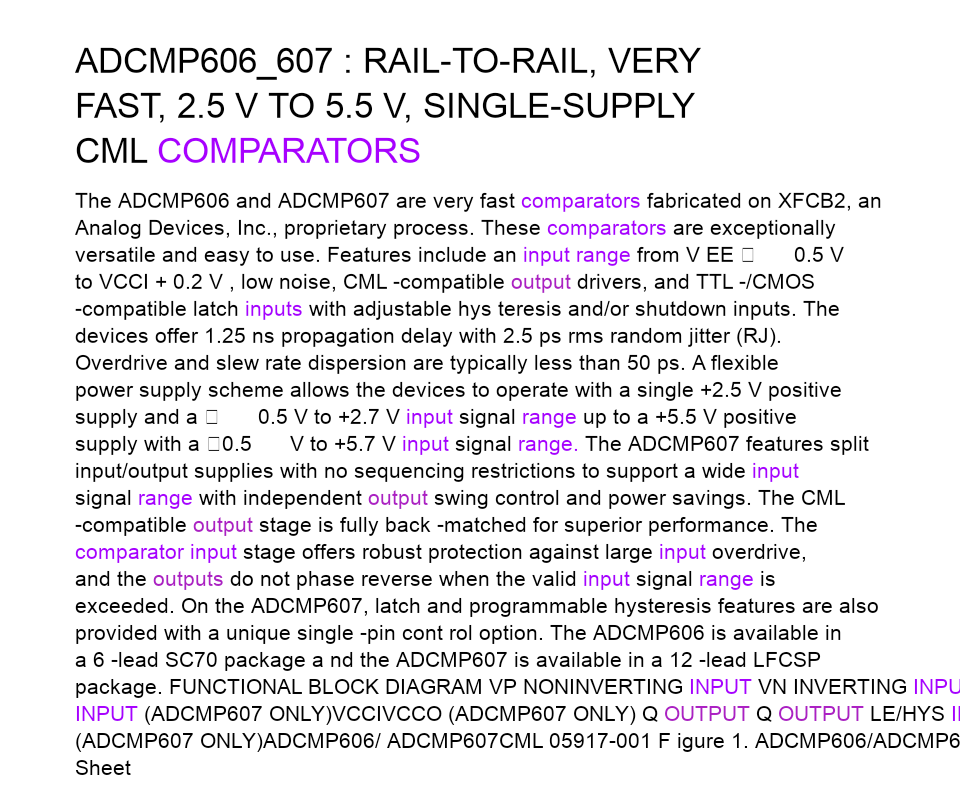 ADCMP606_607 : RAIL-TO-RAIL, VERY
FAST, 2.5 V TO 5.5 V, SINGLE-SUPPLY
CML COMPARATORS
The ADCMP606 and ADCMP607 are very fast comparators fabricated on XFCB2, an
Analog Devices, Inc., proprietary process. These comparators are exceptionally
versatile and easy to use. Features include an input range from V EE □ 0.5 V
to VCCI + 0.2 V , low noise, CML -compatible output drivers, and TTL -/CMOS
-compatible latch inputs with adjustable hys teresis and/or shutdown inputs. The
devices offer 1.25 ns propagation delay with 2.5 ps rms random jitter (RJ).
Overdrive and slew rate dispersion are typically less than 50 ps. A flexible
power supply scheme allows the devices to operate with a single +2.5 V positive
supply and a □ 0.5 V to +2.7 V input signal range up to a +5.5 V positive
supply with a □0.5 V to +5.7 V input signal range. The ADCMP607 features split
input/output supplies with no sequencing restrictions to support a wide input
signal range with independent output swing control and power savings. The CML
-compatible output stage is fully back -matched for superior performance. The
comparator input stage offers robust protection against large input overdrive,
and the outputs do not phase reverse when the valid input signal range is
exceeded. On the ADCMP607, latch and programmable hysteresis features are also
provided with a unique single -pin cont rol option. The ADCMP606 is available in
a 6 -lead SC70 package a nd the ADCMP607 is available in a 12 -lead LFCSP
package. FUNCTIONAL BLOCK DIAGRAM VP NONINVERTING INPUT VN INVERTING INPU
INPUT (ADCMP607 ONLY)VCCIVCCO (ADCMP607 ONLY) Q OUTPUT Q OUTPUT LE/HYS
(ADCMP607 ONLY)ADCMP606/ ADCMP607CML 05917-001 F igure 1. ADCMP606/ADCMP6
Sheet